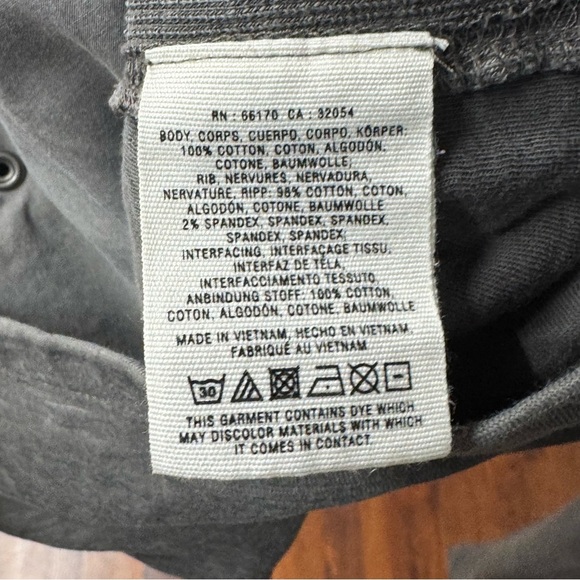 RN : 66170 CA : 32054
BODY, CORPS, CUERPO, CORPO, KÖRPER:
100% COTTON, COTON, ALGODÓN,
COTONE, BAUMWOLLE;
RIB, NERVURES, NERVADURA,
NERVATURE, RIPP: 98% COTTON, COTON,
ALGODÓN, COTONE, BAUMWOLLE
2% SPANDEX, SPANDEX, SPANDEX,
SPANDEX, SPANDEX;
INTERFACING, INTERFAÇAGE TISSU,
INTERFAZ DE TELA,
INTERFACCIAMENTO TESSUTO,
ANBINDUNG STOFF: 100% COTTON,
COTON, ALGODÓN, COTONE, BAUMWOLLE
MADE IN VIETNAM, HECHO EN VIETNAM,
FABRIQUÉ AU VIETNAM
30
THIS GARMENT CONTAINS DYE WHICH
MAY DISCOLOR MATERIALS WITH WHICH
IT COMES IN CONTACT